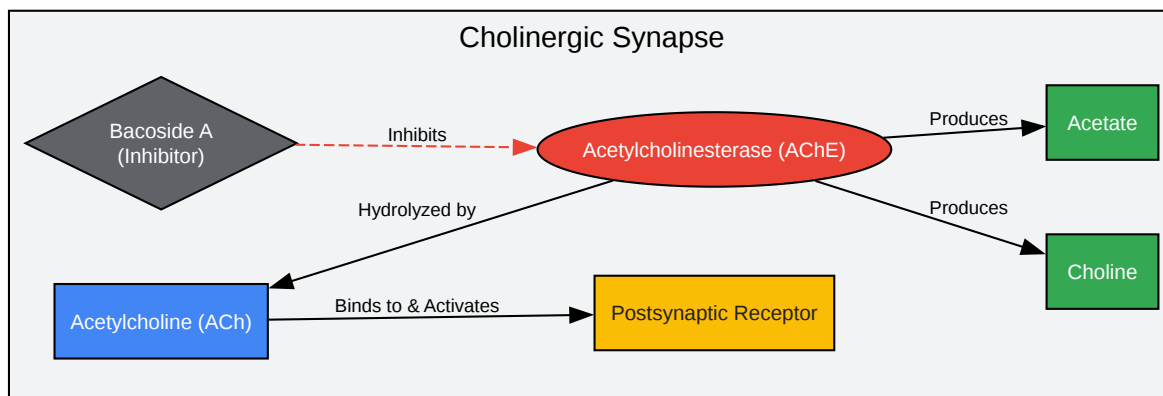 Cholinergic Synapse
Bacoside A
(Inhibitor)
Inhibits
Acetylcholinesterase (AChE)
Produces
Acetate
Hydrolyzed by
Produces
Choline
Acetylcholine (ACh)
Binds to & Activates
Postsynaptic Receptor